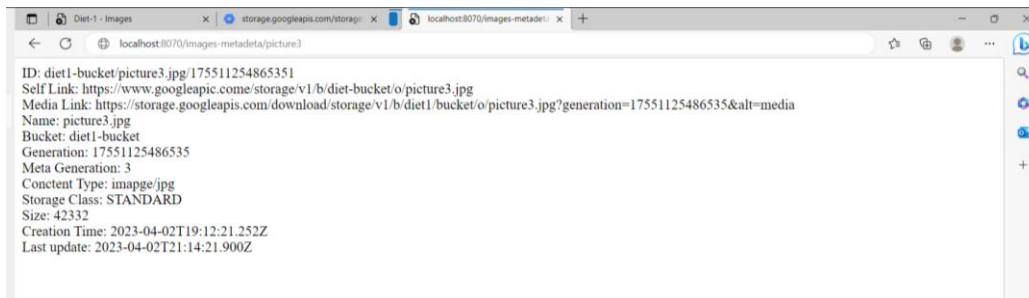 Diet-1 - Images
storage.googleapis.com/storage
localhost:8070/images-metadeta
localhost:8070/images-metadeta/picture3
ID: diet1-bucket/picture3.jpg/175511254865351
Self Link: https://www.googleapic.come/storage/v1/b/diet-bucket/o/picture3.jpg
Media Link: https://storage.googleapis.com/download/storage/v1/b/diet1/bucket/o/picture3.jpg?generation=17551125486535&alt=media
Name: picture3.jpg
Bucket: diet1-bucket
Generation: 17551125486535
Meta Generation: 3
Conctent Type: imapge/jpg
Storage Class: STANDARD
Size: 42332
Creation Time: 2023-04-02T19:12:21.252Z
Last update: 2023-04-02T21:14:21.900Z